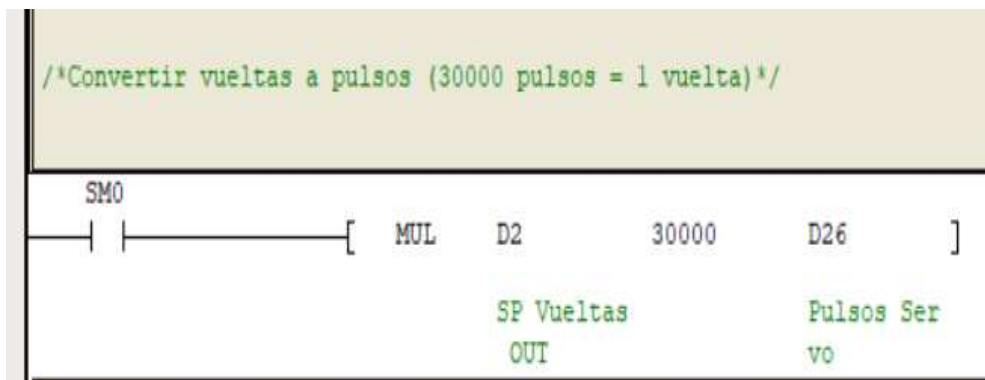 /*Convertir vueltas a pulsos (30000 pulsos = 1 vuelta)*/
SM0
[ MUL D2 30000 D26 ]
SP Vueltas OUT
Pulsos Ser
vo